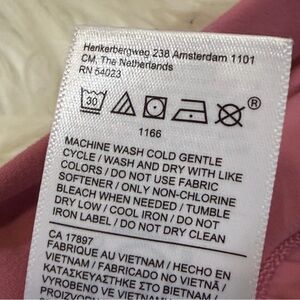 Henkerbergweg 238 Amsterdam 1101
CM, The Netherlands
RN 54023
30
®
1166
MACHINE WASH COLD GENTLE
CYCLE / WASH AND DRY WITH LIKE
COLORS / DO NOT USE FABRIC
SOFTENER / ONLY NON-CHLORINE
BLEACH WHEN NEEDED / TUMBLE
DRY LOW / COOL IRON / DO NOT
IRON LABEL / DO NOT DRY CLEAN
CA 17897
FABRIQUÉ AU VIETNAM / HECHO EN
VIETNAM / FABRICADO NO VIETNÃ /
ΚΑΤΑΣΚΕΥΑΣΤΗΚΕ ΣΤΟ ΒΙΕΤΝΑΜ